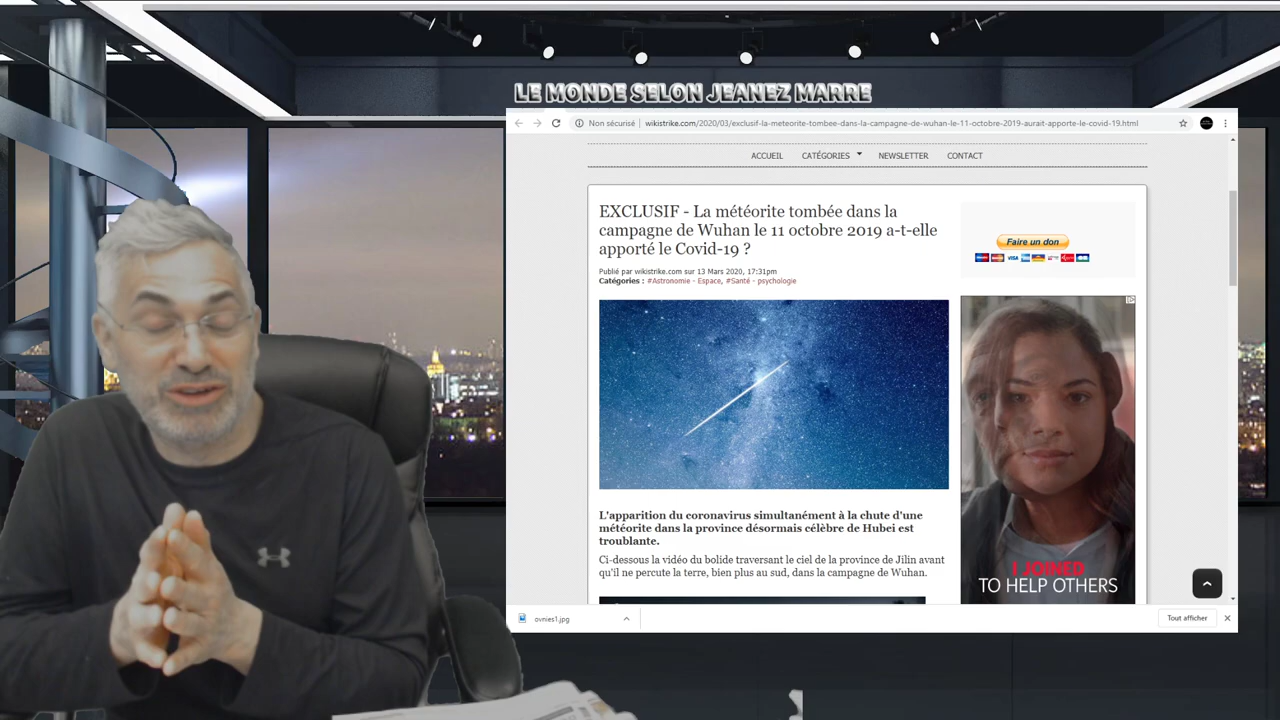 LE MONDE SELON JEANEZ MARRE
Non sécurisé | wikistrike.com/2020/03/exclusif-la-meteorite-tombee-dans-la-campagne-de-wuhan-le-11-octobre-2019-aurait-apporte-le-covid-19.html
ACCUEIL CATÉGORIES NEWSLETTER CONTACT
EXCLUSIF - La météorite tombée dans la
campagne de Wuhan le 11 octobre 2019 a-t-elle
apporté le Covid-19 ?
Publié par wikistrike.com sur 13 Mars 2020, 17:31pm
Catégories : #Astronomie - Espace, #Santé - psychologie
Faire un don
VISA
L'apparition du coronavirus simultanément à la chute d'une
météorite dans la province désormais célèbre de Hubei est
troublante.
Ci-dessous la vidéo du bolide traversant le ciel de la province de Jilin avant
qu'il ne percute la terre, bien plus au sud, dans la campagne de Wuhan.
I JOINED
TO HELP OTHERS
ovnies1.jpg
Tout afficher